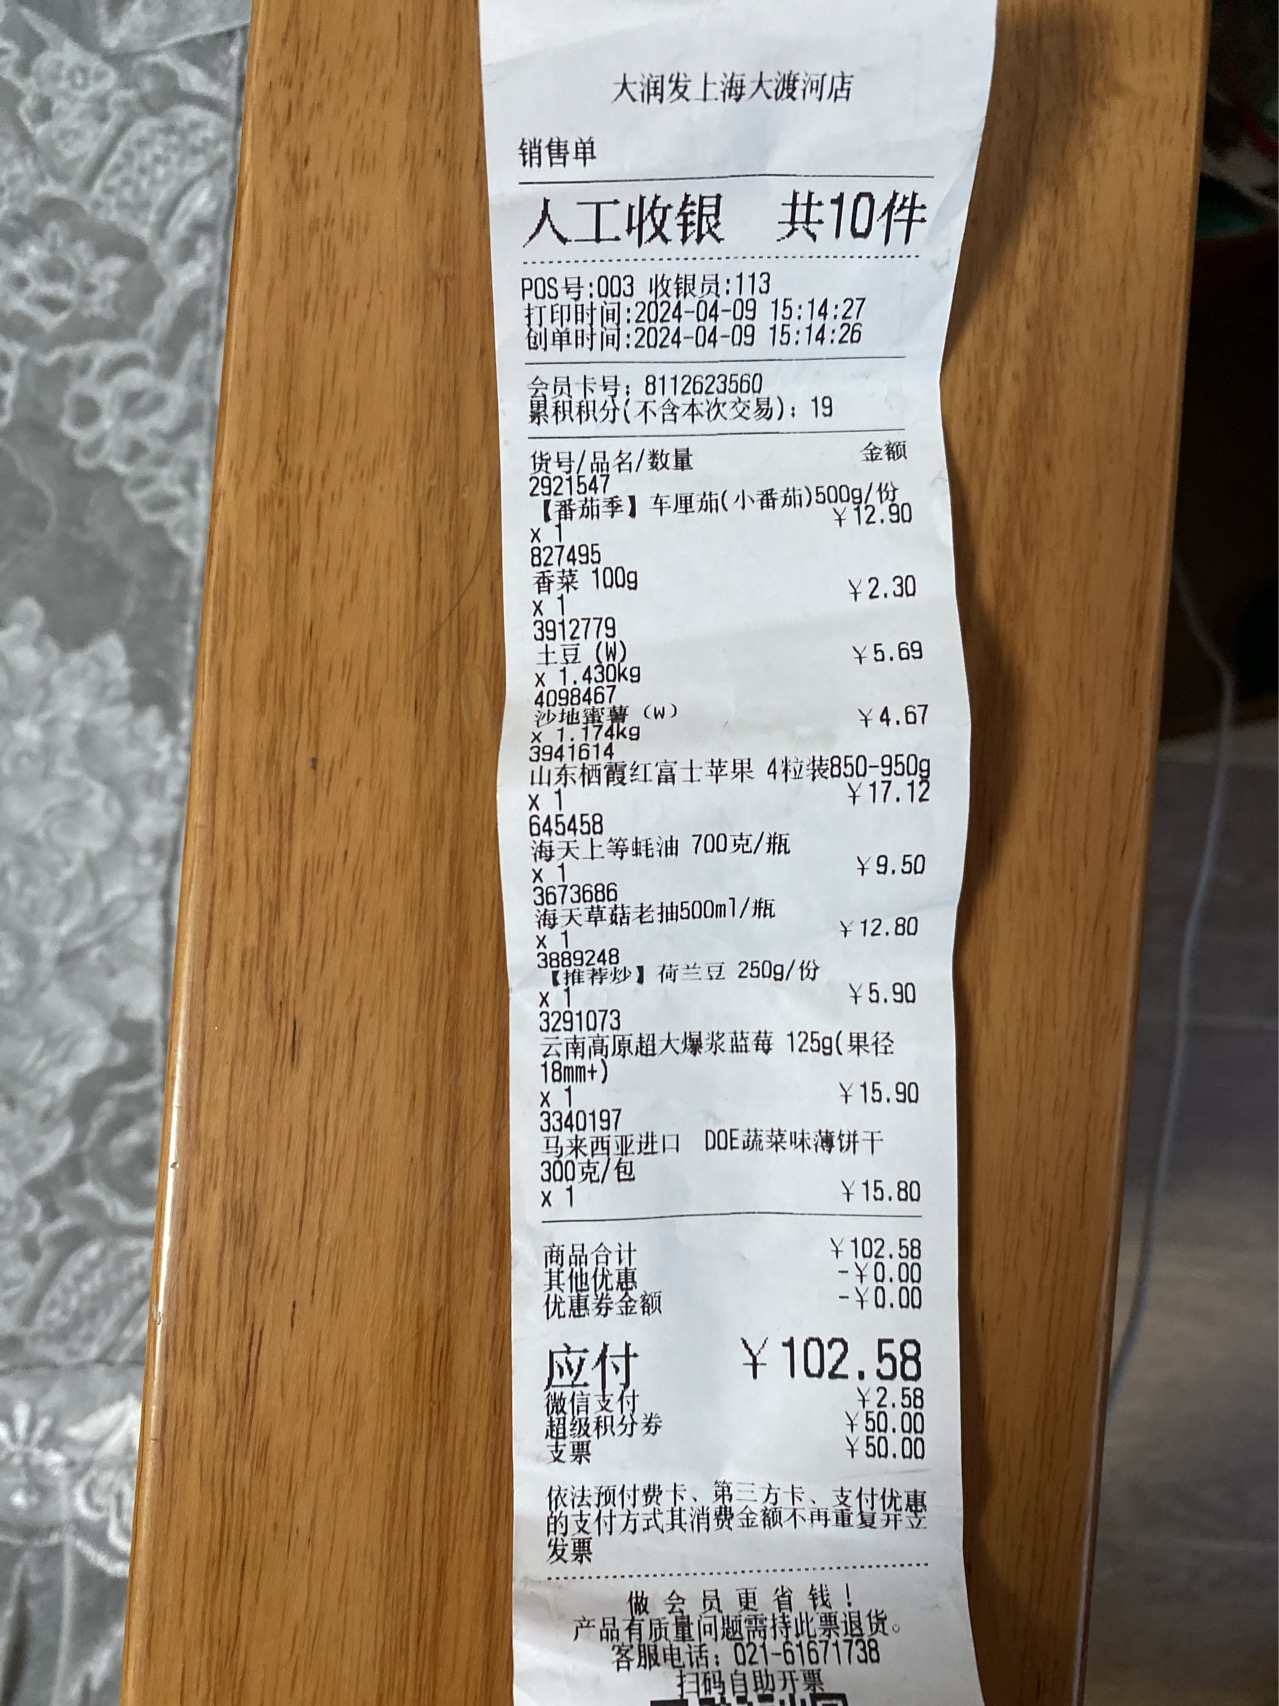 大润发上海大渡河店
销售单
人工收银 共10件
POS号:003 收银员:113
打印时间:2024-04-09 15:14:27
创单时间:2024-04-09 15:14:26
会员卡号: 8112623560
累积积分(不含本次交易): 19
货号/品名/数量 金额
2921547
【番茄季】车厘茄(小番茄)500g/份
￥12.90
x 1
827495
香菜 100g
￥2.30
x 1
3912779
土豆 (W)
￥5.69
x 1.430kg
4098467
沙地蜜薯 (W)
￥4.67
x 1.174kg
3941614
山东栖霞红富士苹果 4粒装850-950g
x 1 ￥17.12
645458
海天上等蚝油 700克/瓶
x 1 ￥9.50
3673686
海天草菇老抽500ml/瓶
x 1 ￥12.80
3889248
【推荐炒】荷兰豆 250g/份
x 1 ￥5.90
3291073
云南高原超大爆浆蓝莓 125g(果径
18mm+)
x 1 ￥15.90
3340197
马来西亚进口 DOE蔬菜味薄饼干
300克/包
x 1 ￥15.80
商品合计 ￥102.58
其他优惠 -￥0.00
优惠券金额 -￥0.00
应付 ￥102.58
微信支付 ￥2.58
超级积分券 ￥50.00
支票 ￥50.00
依法预付费卡、第三方卡、支付优惠
的支付方式其消费金额不再重复开立
发票
做会员更省钱!
产品有质量问题需持此票退货。
客服电话: 021-61671738
扫码自助开票